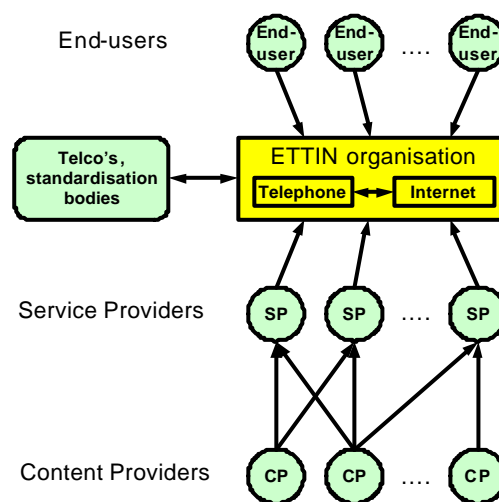 End-users
End-
user
End-
user
....
End-
user
Telco's,
standardisation
bodies
ETTIN organisation
Telephone
Internet
Service Providers
SP
SP
....
SP
Content Providers
CP
CP
....
CP